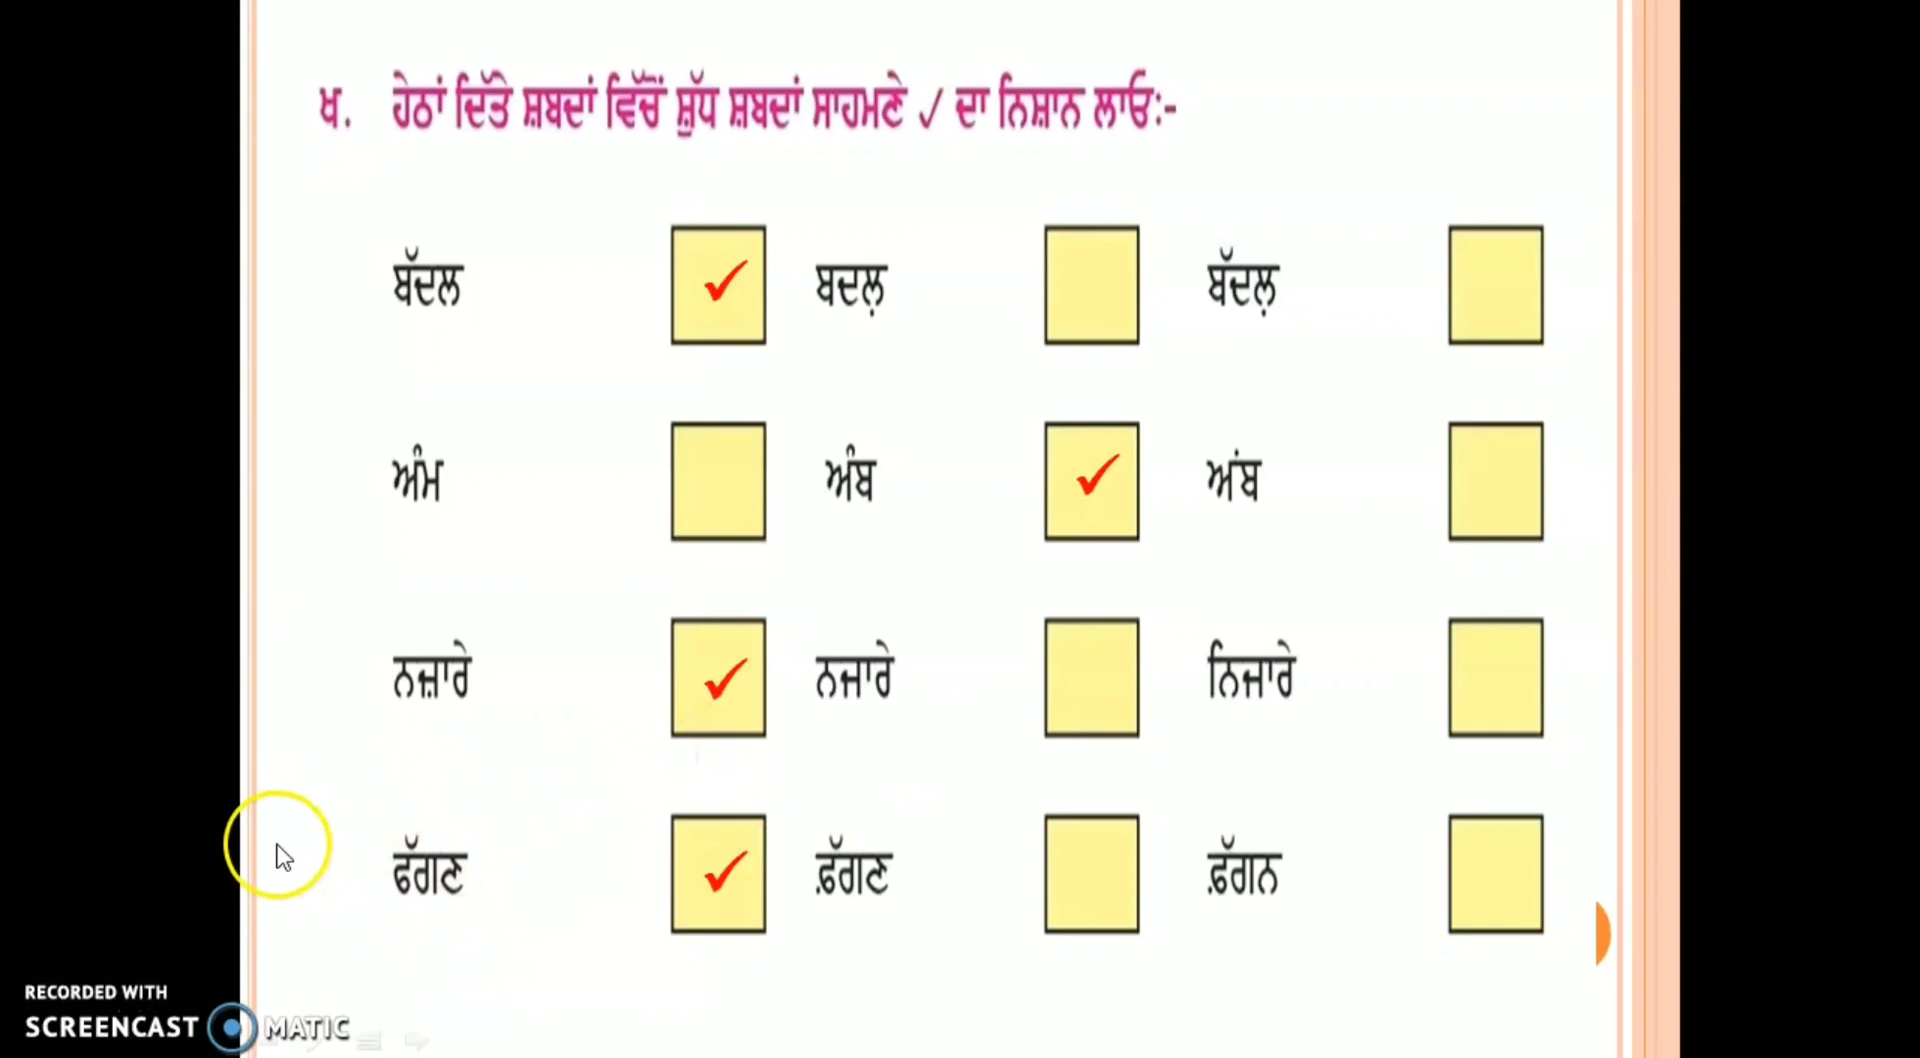 ਖ. ਹੇਠਾਂ ਦਿੱਤੇ ਸ਼ਬਦਾਂ ਵਿੱਚੋਂ ਸ਼ੁੱਧ ਸ਼ਬਦਾਂ ਸਾਹਮਣੇ ✓ ਦਾ ਨਿਸ਼ਾਨ ਲਾਓ:-
ਬੱਦਲ ✓ ਬਦਲ਼ ਬੱਦਲ਼
ਅੰਮ ਅੰਬ ✓ ਅਾਂਬ
ਨਜ਼ਾਰੇ ✓ ਨਜਾਰੇ ਨਿਜਾਰੇ
ਫੱਗਣ ✓ ਫ਼ੱਗਣ ਫ਼ੱਗਨ
RECORDED WITH
SCREENCAST MATIC